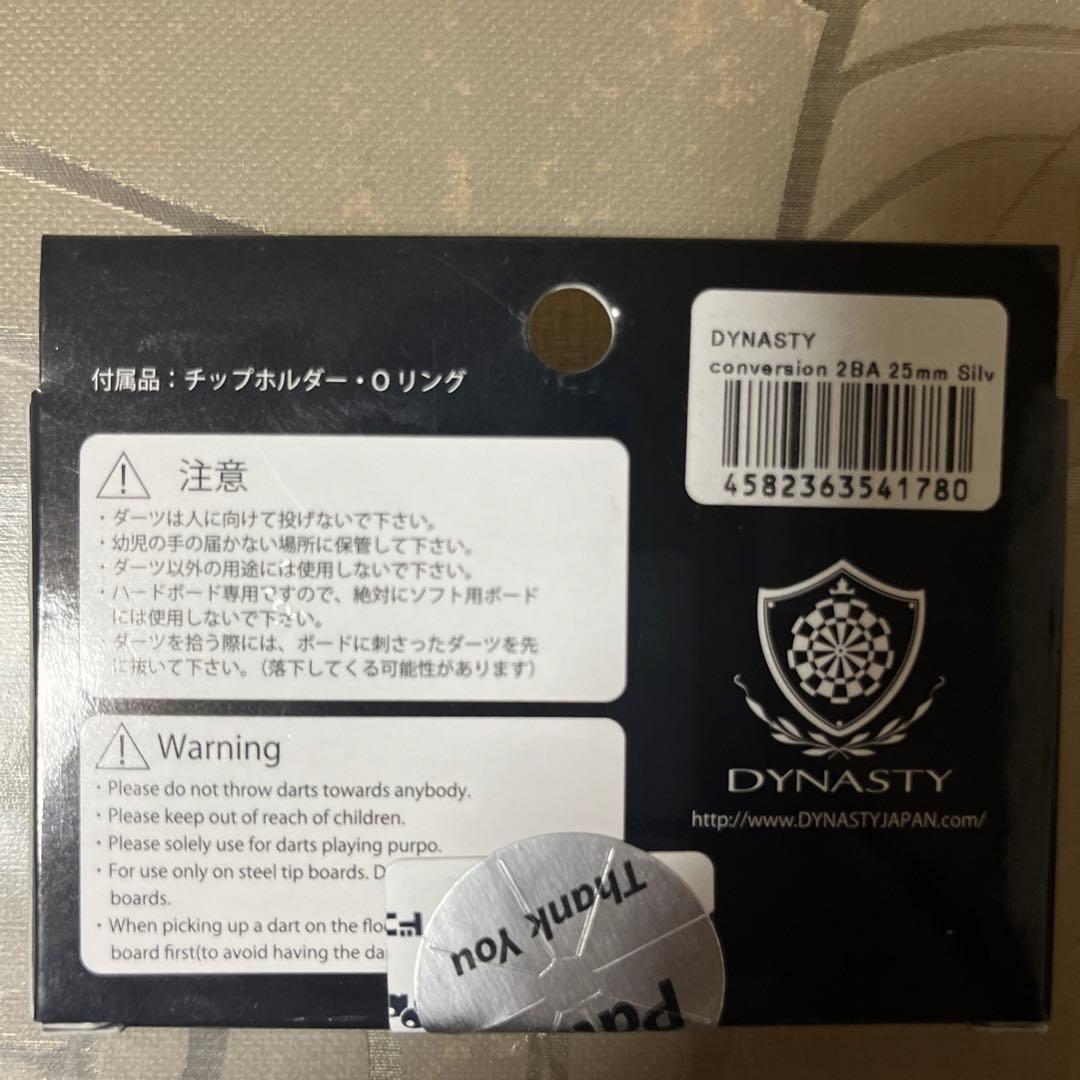 付属品：チップホルダー・O リング
DYNASTY
conversion 2BA 25mm Silv
4582363541780
注意
・ダーツは人に向けて投げないで下さい。
・幼児の手の届かない場所に保管して下さい。
・ダーツ以外の用途には使用しないで下さい。
・ハードボード専用ですので、絶対にソフト用ボード
には使用しないで下さい。
・ダーツを拾う際には、ボードに刺さったダーツを先
に抜いて下さい。（落下してくる可能性があります）
Warning
・Please do not throw darts towards anybody.
・Please keep out of reach of children.
・Please solely use for darts playing purpo.
・For use only on steel tip boards. D
boards.
・When picking up a dart on the flo
board first(to avoid having the da
DYNASTY
http://www.DYNASTYJAPAN.com/
Thank You